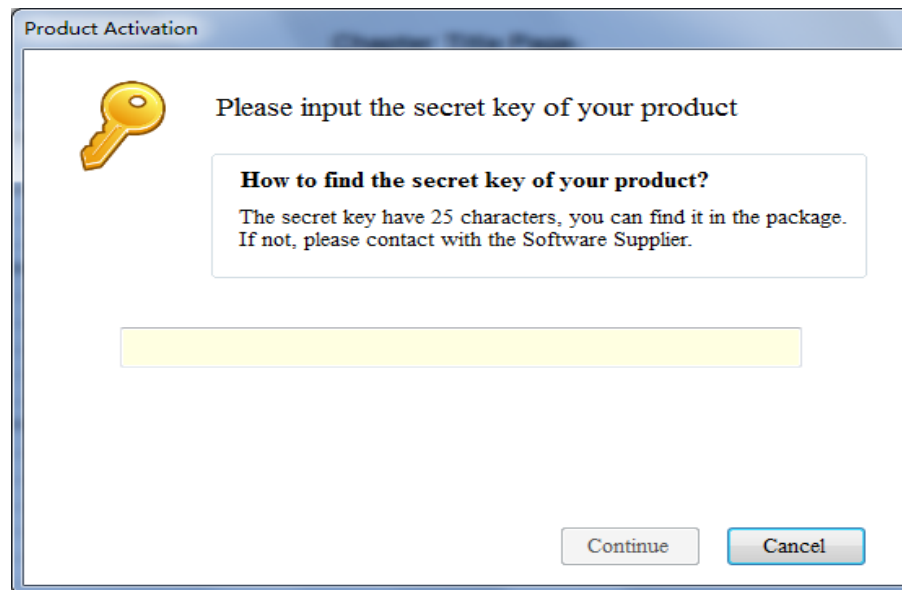 Product Activation
Please input the secret key of your product
How to find the secret key of your product?
The secret key have 25 characters, you can find it in the package.
If not, please contact with the Software Supplier.
Continue
Cancel